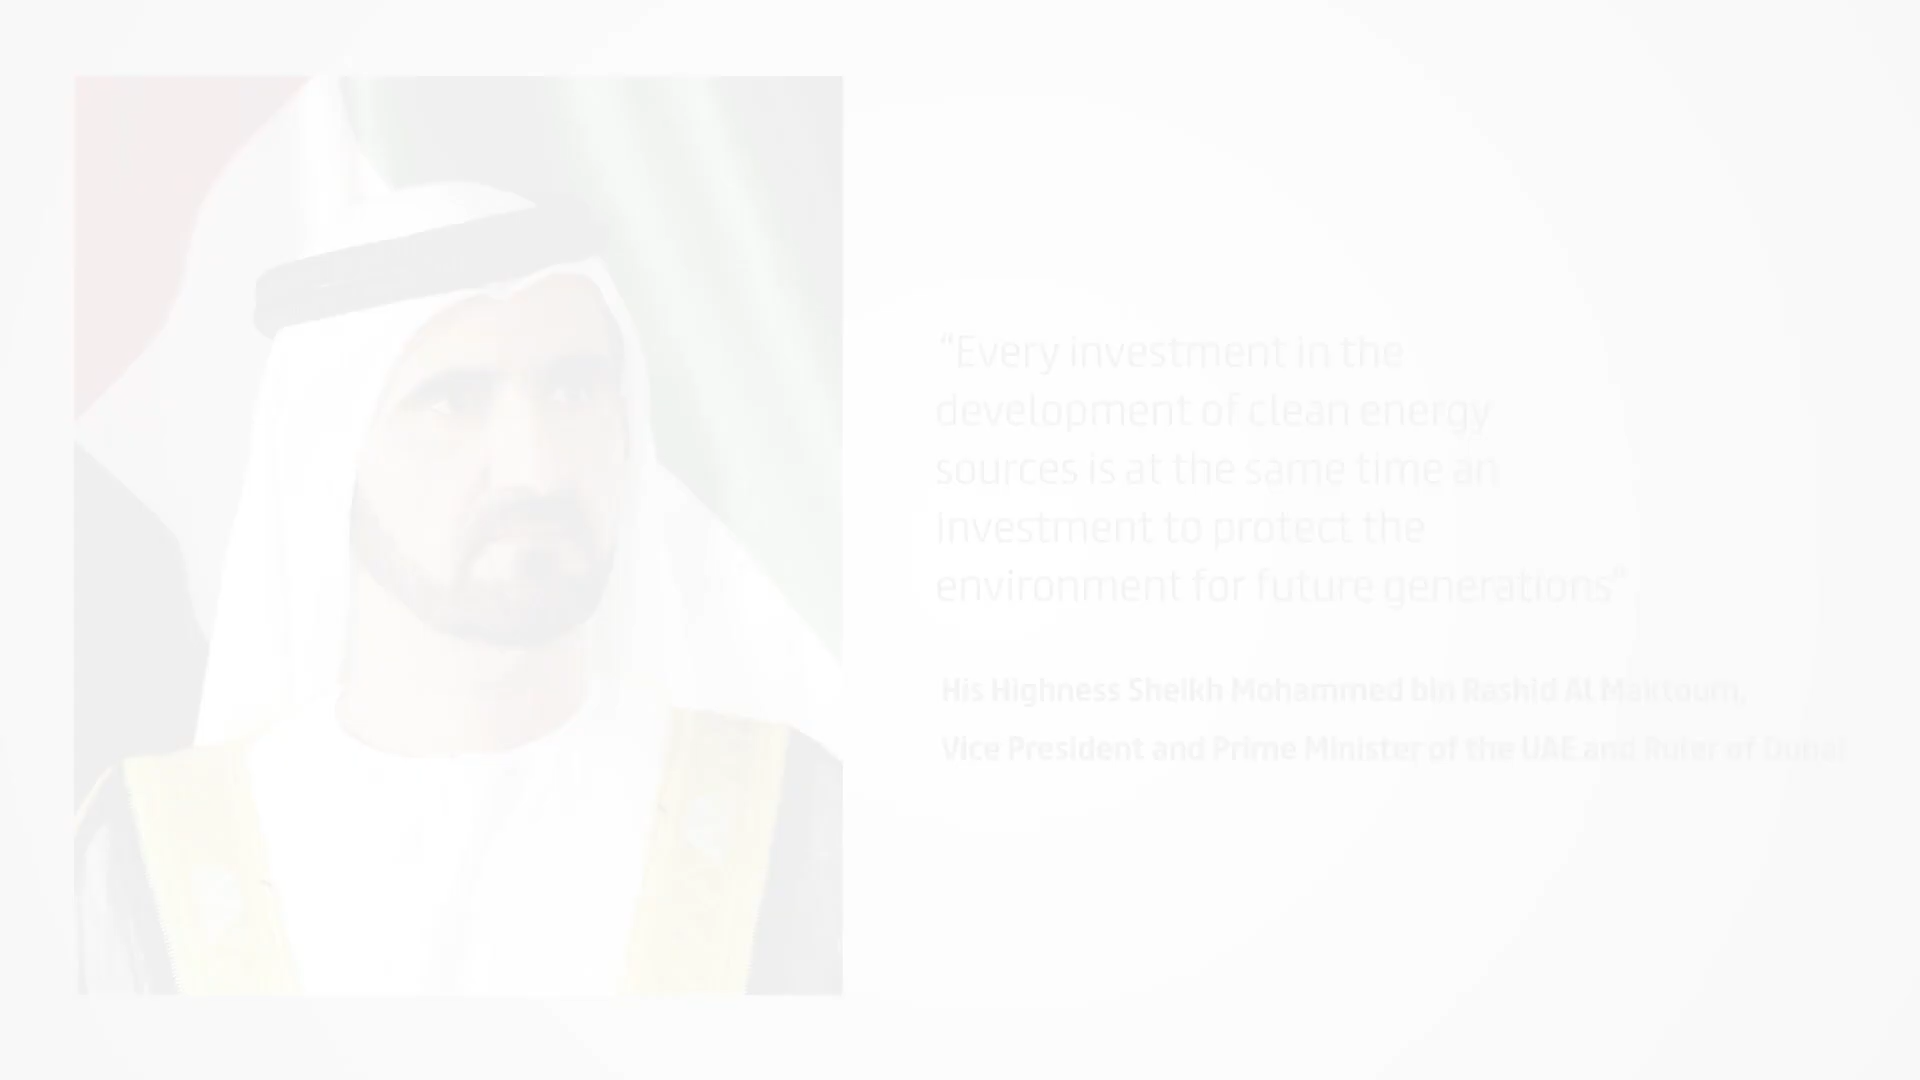 “Every investment in the
development of clean energy
sources is at the same time an
investment to protect the
environment for future generations”
His Highness Sheikh Mohammed bin Rashid Al Maktoum,
Vice President and Prime Minister of the UAE and Ruler of Dubai